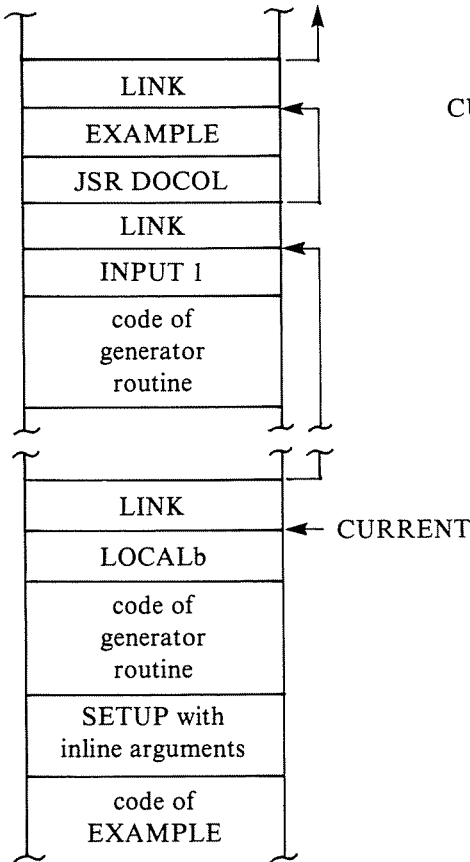 LINK
CU
EXAMPLE
JSR DOCOL
LINK
INPUT 1
code of
generator
routine
LINK
CURRENT
LOCALb
code of
generator
routine
SETUP with
inline arguments
code of
EXAMPLE